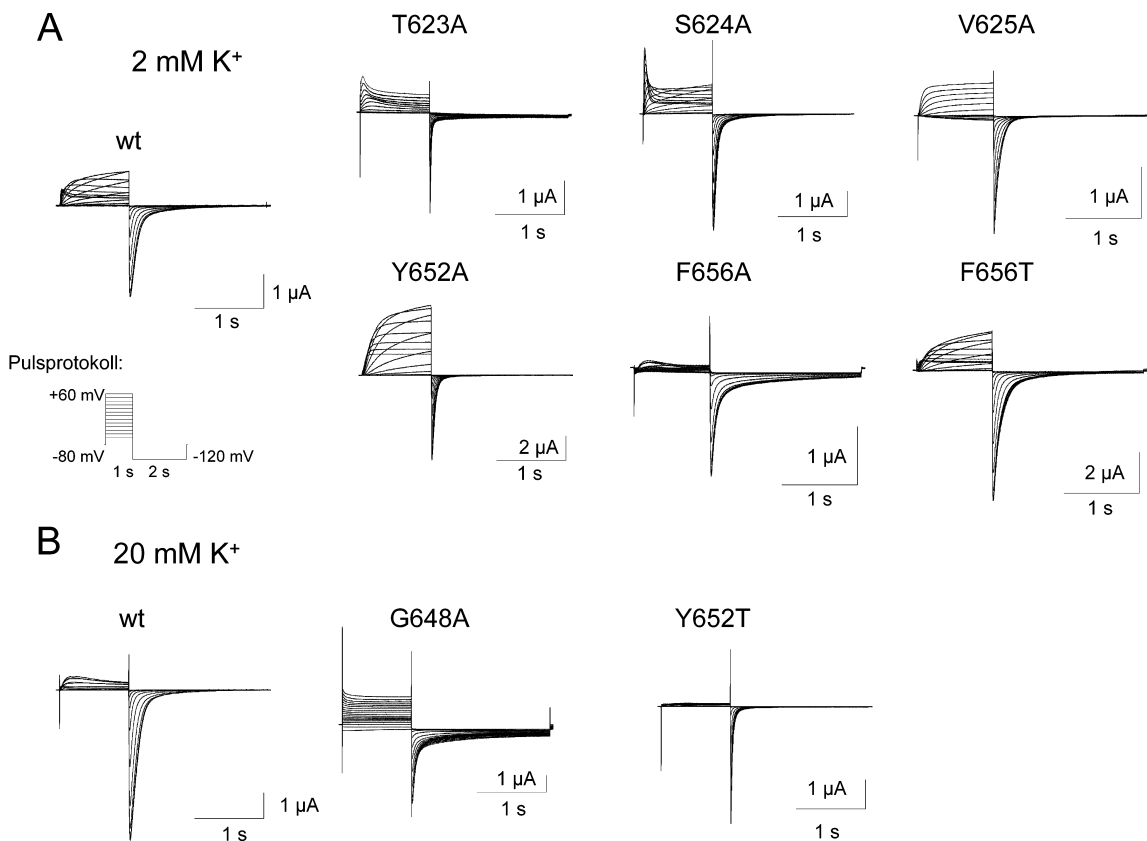 A
2 mM K⁺
wt
1 µA
1 s
T623A
1 µA
1 s
S624A
1 µA
1 s
V625A
1 µA
1 s
Pulsprotokoll:
+60 mV
-80 mV
-120 mV
1 s 2 s
Y652A
2 µA
1 s
F656A
1 µA
1 s
F656T
2 µA
1 s
B
20 mM K⁺
wt
1 µA
1 s
G648A
1 µA
1 s
Y652T
1 µA
1 s